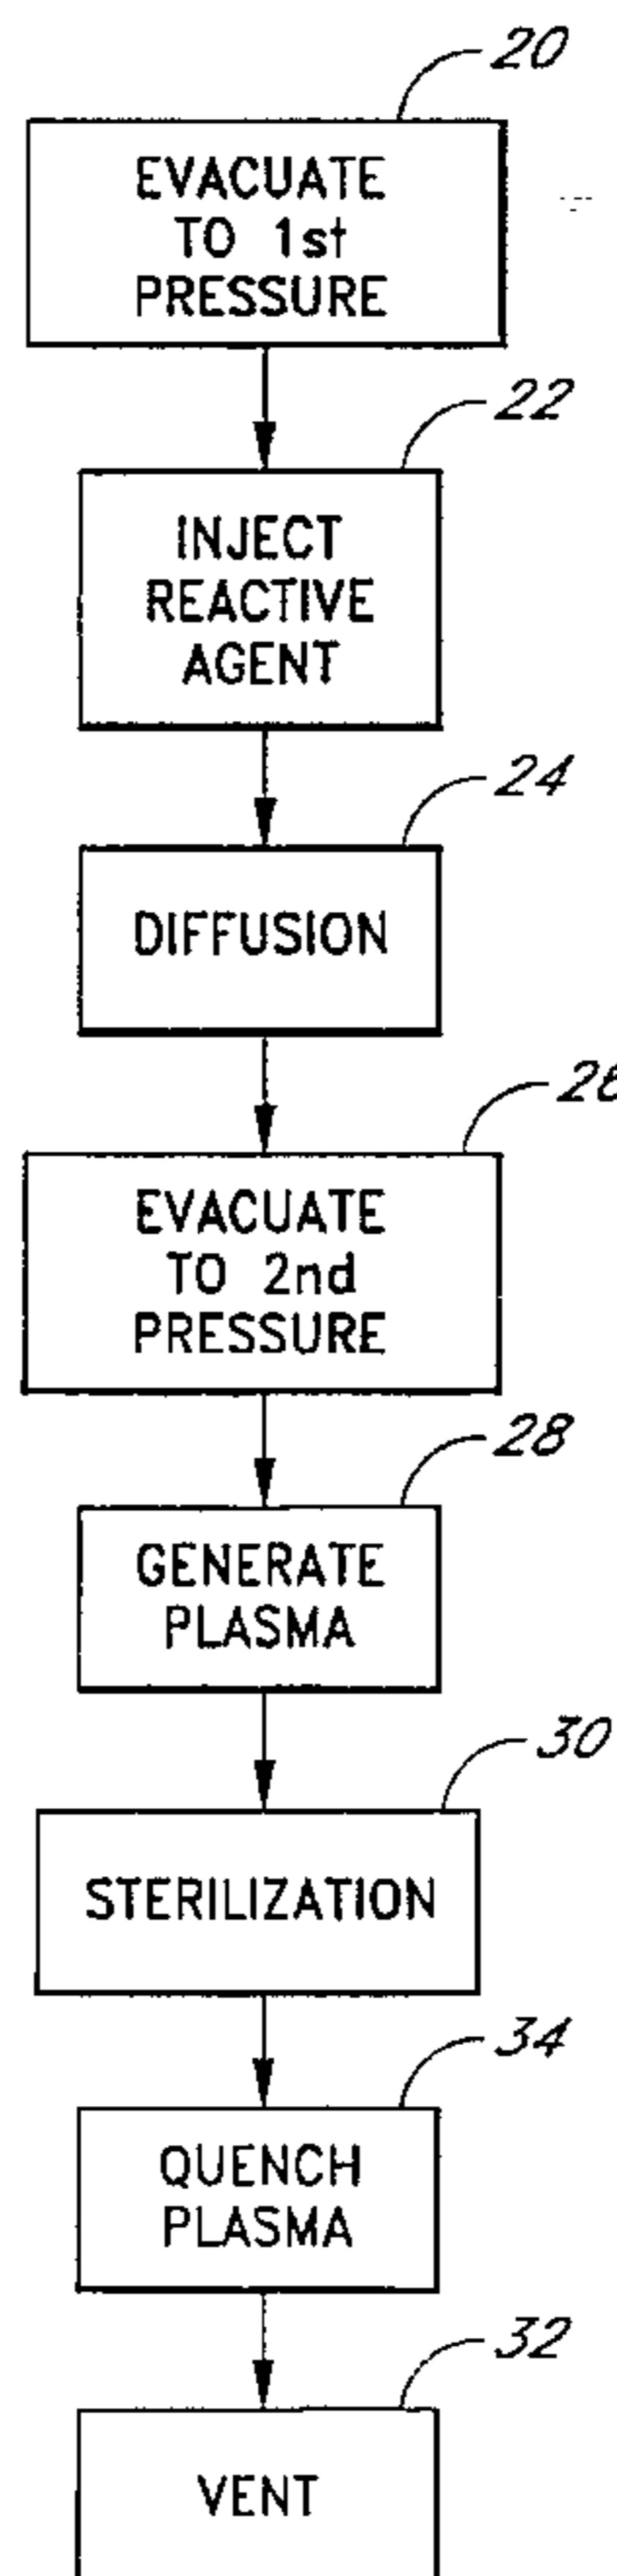 20
EVACUATE
TO 1st
PRESSURE
22
INJECT
REACTIVE
AGENT
24
DIFFUSION
26
EVACUATE
TO 2nd
PRESSURE
28
GENERATE
PLASMA
30
STERILIZATION
34
QUENCH
PLASMA
32
VENT